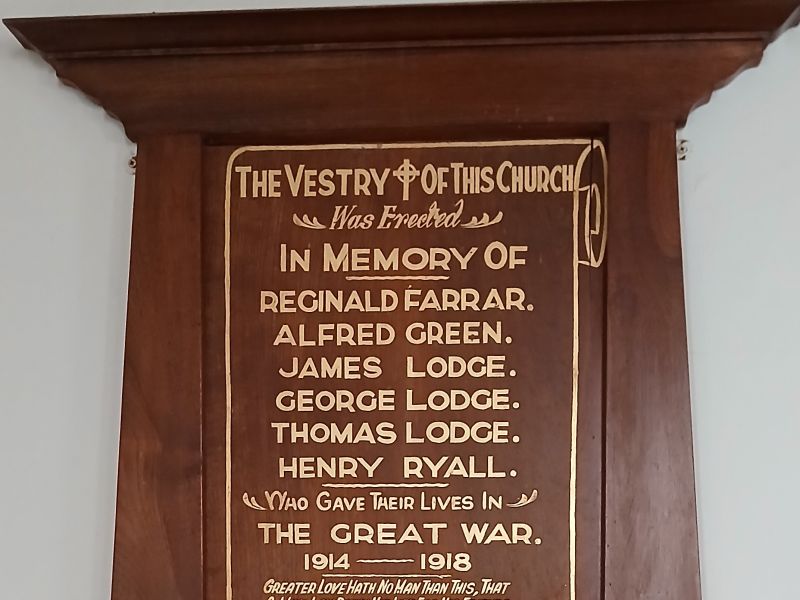 THE VESTRY OF THIS CHURCH
Was Erected
IN MEMORY OF
REGINALD FARRAR.
ALFRED GREEN.
JAMES LODGE.
GEORGE LODGE.
THOMAS LODGE.
HENRY RYALL.
WHO GAVE THEIR LIVES IN
THE GREAT WAR.
1914 — 1918
GREATER LOVE HATH NO MAN THAN THIS, THAT